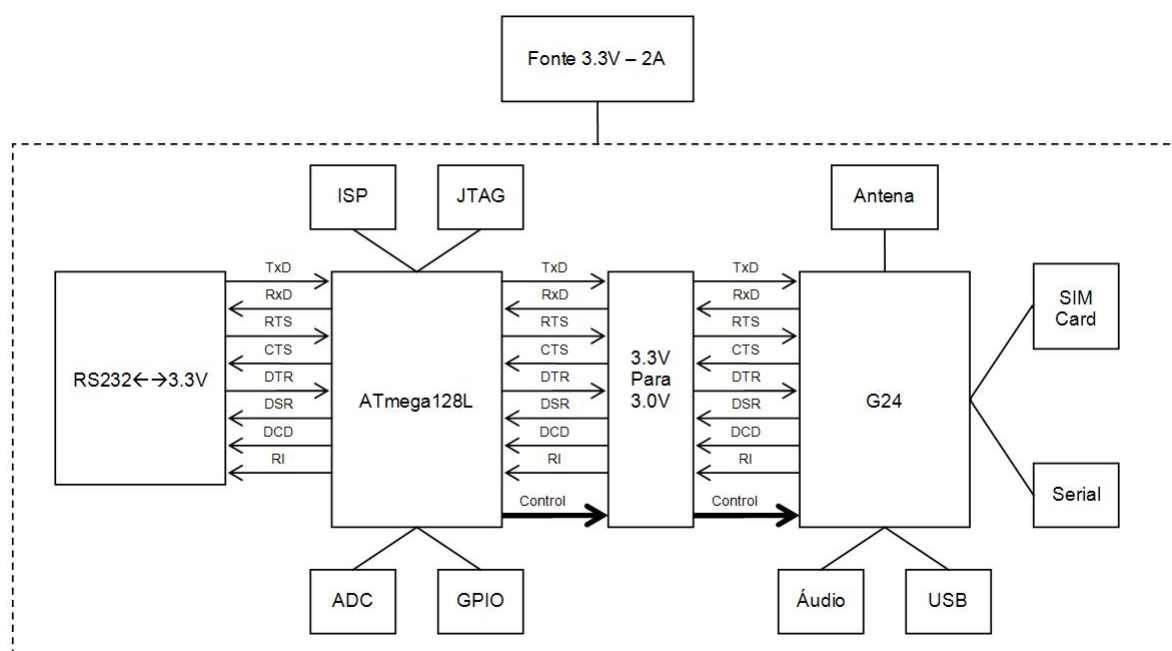 Fonte 3.3V – 2A
ISP
JTAG
Antena
TxD
RxD
RTS
CTS
DTR
DSR
DCD
RI
TxD
RxD
RTS
CTS
DTR
DSR
DCD
RI
Control
TxD
RxD
RTS
CTS
DTR
DSR
DCD
RI
Control
RS232←→3.3V
ATmega128L
3.3V
Para
3.0V
G24
SIM
Card
Serial
ADC
GPIO
Áudio
USB